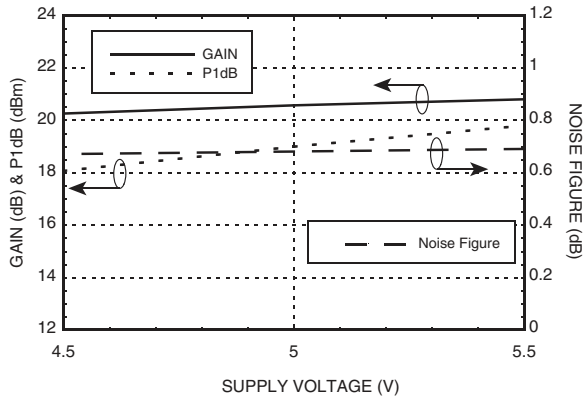 24
22
20
18
16
14
12
GAIN (dB) & P1dB (dBm)
GAIN
P1dB
Noise Figure
1.2
1
0.8
0.6
0.4
0.2
0
NOISE FIGURE (dB)
4.5
5
5.5
SUPPLY VOLTAGE (V)